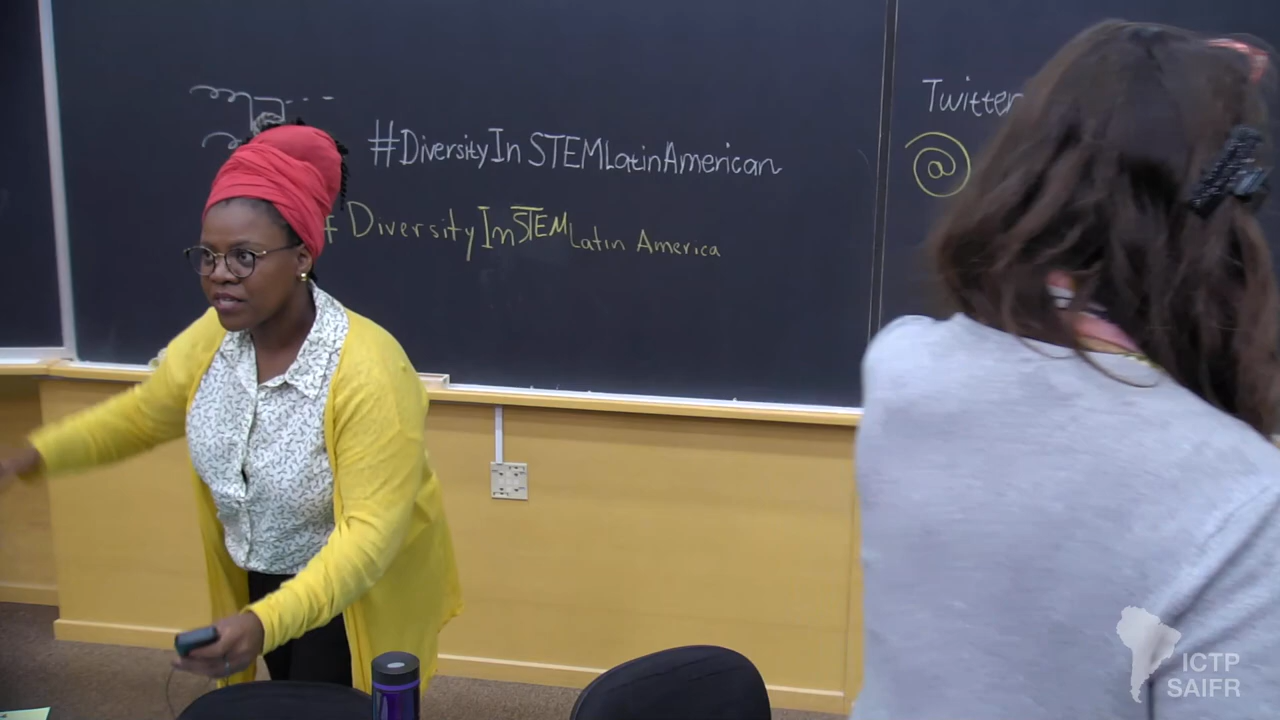 #DiversityInSTEMLatinAmerican
# DiversityInSTEMLatin America
Twitter
@
ICTP
SAIFR